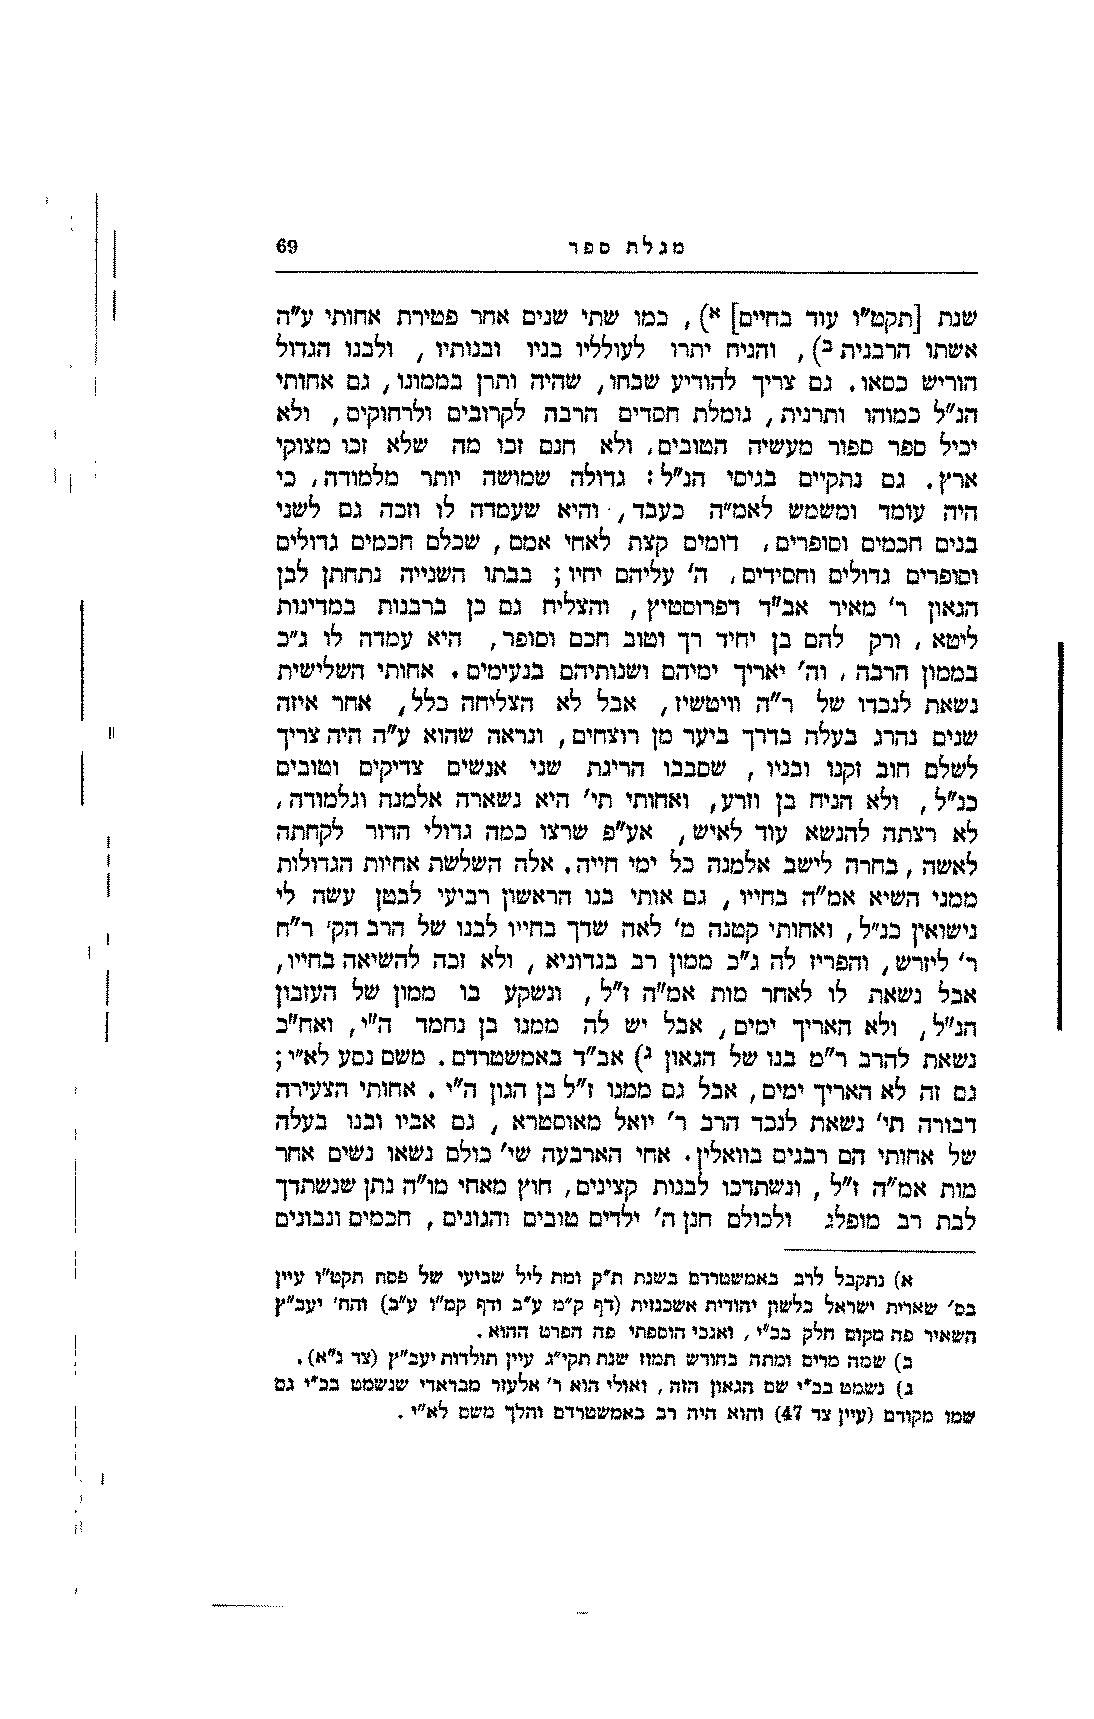 מגלת ספר 69
שנת [תקט"ו עוד בחיים] א), כמו שתי שנים אחר פטירת אחותי ע"ה
אשתו הרבנית ב), והניח יתרו לעולליו בניו ובנותיו, ולבנו הגדול
הוריש כסאו. גם צריך להודיע שבחו, שהיה ותרן בממונו, גם אחותי
הנ"ל כמוהו ותרנית, גומלת חסדים הרבה לקרובים ולרחוקים, ולא
יכיל ספר ספור מעשיה הטובים, ולא חנם זכו מה שלא זכו מצוקי
ארץ. גם נתקיים בגיסי הנ"ל: גדולה שמושה יותר מלמודה, כי
היה עומד ומשמש לאמ"ה כעבד, והיא שעמדה לו וזכה גם לשני
בנים חכמים וסופרים, דומים קצת לאחי אמם, שכלם חכמים גדולים
וסופרים גדולים וחסידים, ה' עליהם יחיו; בבתו השנייה נתחתן לבן
הגאון ר' מאיר אב"ד דפרוסטיץ, והצליח גם כן ברבנות במדינות
ליטא, ורק להם בן יחיד רך וטוב חכם וסופר, היא עמדה לו ג"כ
בממון הרבה, וה' יאריך ימיהם ושנותיהם בנעימים. אחותי השלישית
נשאת לנכדו של ר"ה וויטשיז, אבל לא הצליחה כלל, אחר איזה
שנים נהרג בעלה בדרך ביער מן רוצחים, ונראה שהוא ע"ה היה צריך
לשלם חוב זקנו ובניו, שסבבו הריגת שני אנשים צדיקים וטובים
כנ"ל, ולא הניח בן וזרע, ואחותי תי' היא נשארה אלמנה וגלמודה,
לא רצתה להנשא עוד לאיש, אע"פ שרצו כמה גדולי הדור לקחתה
לאשה, בחרה לישב אלמנה כל ימי חייה. אלה השלשת אחיות הגדולות
ממני השיא אמ"ה בחייו, גם אותי בנו הראשון רביעי לבטן עשה לי
נישואין כנ"ל, ואחותי קטנה מ' לאה שדך בחייו לבנו של הרב הק' ר"ח
ר' ליזרש, והפריז לה ג"כ ממון רב בנדוניא, ולא זכה להשיאה בחייו,
אבל נשאת לו לאחר מות אמ"ה ז"ל, ונשקע בו ממון של העזבון
הנ"ל, ולא האריך ימים, אבל יש לה ממנו בן נחמד ה"י, ואח"כ
נשאת להרב ר"מ בנו של הגאון ג) אב"ד באמשטרדם. משם נסע לא"י;
גם זה לא האריך ימים, אבל גם ממנו ז"ל בן הגון ה"י. אחותי הצעירה
דבורה תי' נשאת לנכד הרב ר' יואל מאוסטרא, גם אביו ובנו בעלה
של אחותי הם רבנים בוואלין. אחי הארבעה שי' כולם נשאו נשים אחר
מות אמ"ה ז"ל, ונשתדכו לבנות קצינים, חוץ מאחי מו"ה נתן שנשתדך
לבת רב מופלג ולכולם חנן ה' ילדים טובים והגונים, חכמים ונבונים
א) נתקבל לרב באמשטרדם בשנת ת"ק ומת ליל שביעי של פסח תקט"ו עיין
בס' שארית ישראל בלשון יהודית אשכנזית (דף ק"מ ע"ב ודף קמ"ו ע"ב) והח' יעב"ץ
השאיר פה מקום חלק בכ"י, ואנכי הוספתי פה הפרט ההוא.
ב) שמה מרים ומתה בחודש תמוז שנת תקי"ג עיין תולדות יעב"ץ (צד נ"א).
ג) נשמט בכ"י שם הגאון הזה, ואולי הוא ר' אלעזר מבראדי שנשמט בכ"י גם
שמו מקודם (עיין צד 47) והוא היה רב באמשטרדם והלך משם לא"י.